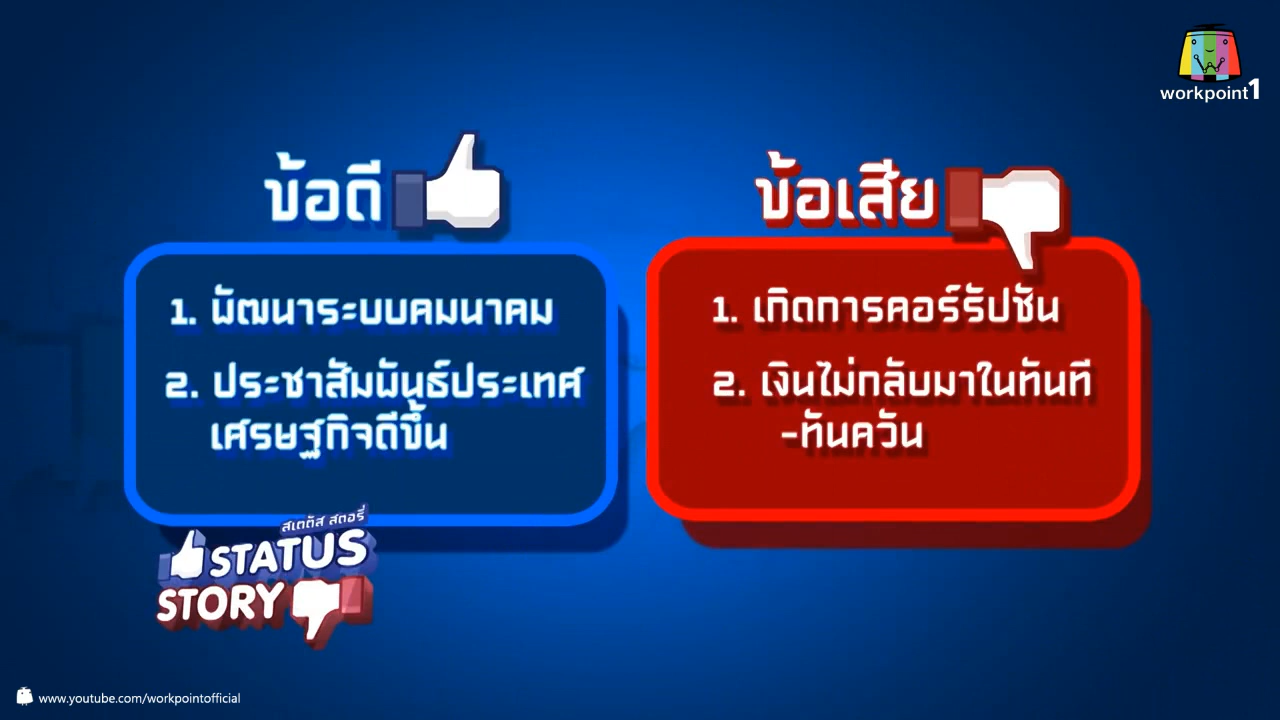 workpoint1
ข้อดี
1. พัฒนาระบบคมนาคม
2. ประชาสัมพันธ์ประเทศ
เศรษฐกิจดีขึ้น
ข้อเสีย
1. เกิดการคอร์รัปชัน
2. เงินไม่กลับมาในทันที
-ทันควัน
สเตตัส สตอรี่
STATUS
STORY
www.youtube.com/workpointofficial